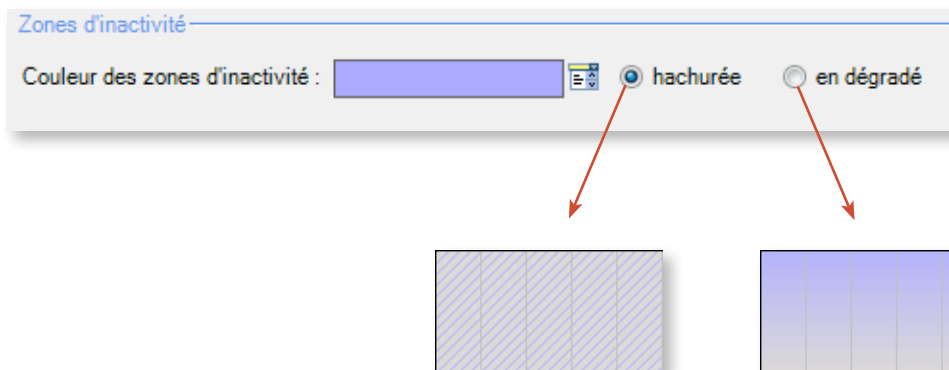 Zones d'inactivité
Couleur des zones d'inactivité : hachurée en dégradé